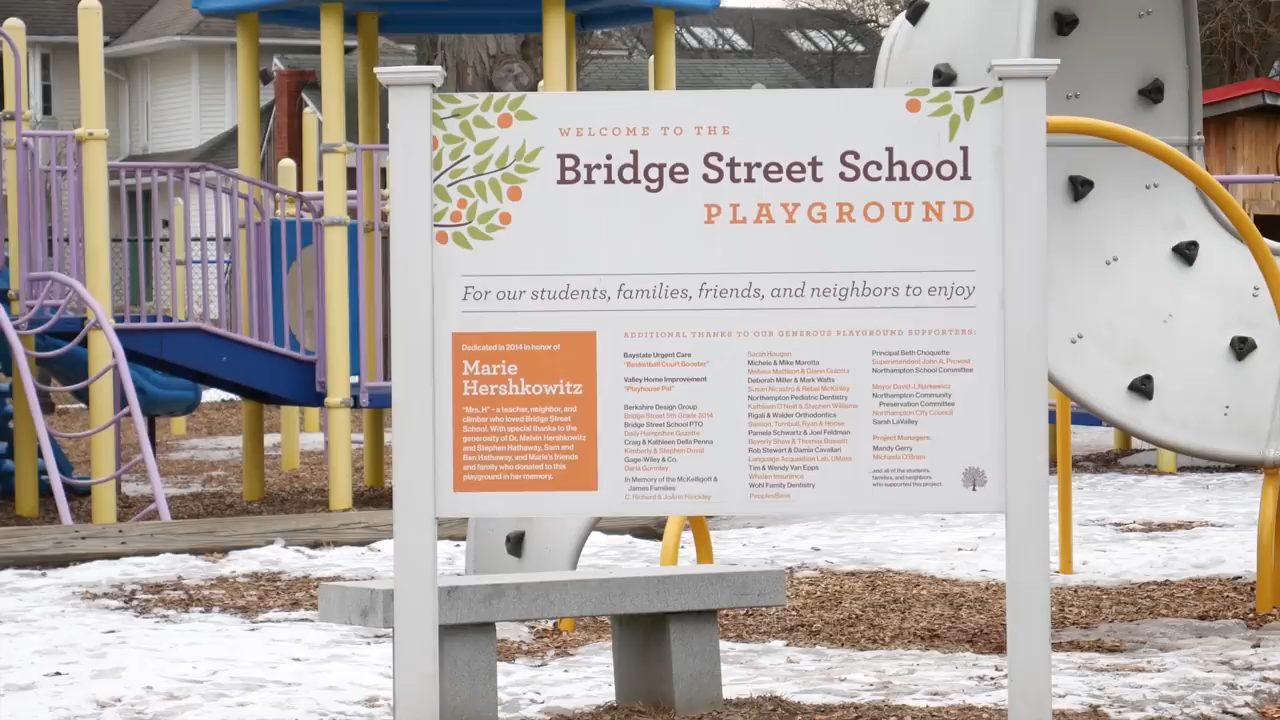 WELCOME TO THE
Bridge Street School
PLAYGROUND
For our students, families, friends, and neighbors to enjoy
Dedicated in 2014 in honor of
Marie
Hershkowitz
"Mrs. H" - a teacher, neighbor, and
climber who loved Bridge Street
School. With special thanks to the
generosity of Dr. Melvin Hershkowitz
and Stephen Hathaway, Sam and
Ben Hathaway, and Marie's friends
and family who donated to this
playground in her memory.
ADDITIONAL THANKS TO OUR GENEROUS PLAYGROUND SUPPORTERS:
Baystate Urgent Care
"Basketball Court Booster"
Valley Home Improvement
"Playhouse Pal"
Berkshire Design Group
Bridge Street 5th Grade 2014
Bridge Street School PTO
Daily Hampshire Gazette
Craig & Kathleen Della Penna
Kimberly & Stephen Duval
Gage-Wiley & Co.
Darla Gormley
In Memory of the McKelligott &
James Families
C. Richard & JoAnn Hinckley
Sarah Haugen
Michele & Mike Marotta
Melissa Mattison & Glenn
Deborah Miller & Mark Watts
Susan Nicastro & Rebel McKinley
Northampton Pediatric Dentistry
Kathleen O'Neill & Stephen Williams
Rigali & Walder Orthodontics
Sasson, Turnbull, Ryan & Hoose
Pamela Schwartz & Joel Feldman
Beverly Shaw & Thomas Bassett
Rob Stewart & Damia Cavallari
Language Acquisition Lab, UMass
Tim & Wendy Van Epps
Whalen Insurance
Wohl Family Dentistry
PeoplesBank
Principal Beth Choquette
Superintendent John A. Provost
Northampton School Committee
Mayor David J. Narkewicz
Northampton Community
Preservation Committee
Northampton City Council
Sarah LaValley
Project Managers:
Mandy Gerry
Michaela O'Brien
...and all of the students,
families, and neighbors
who supported this project.